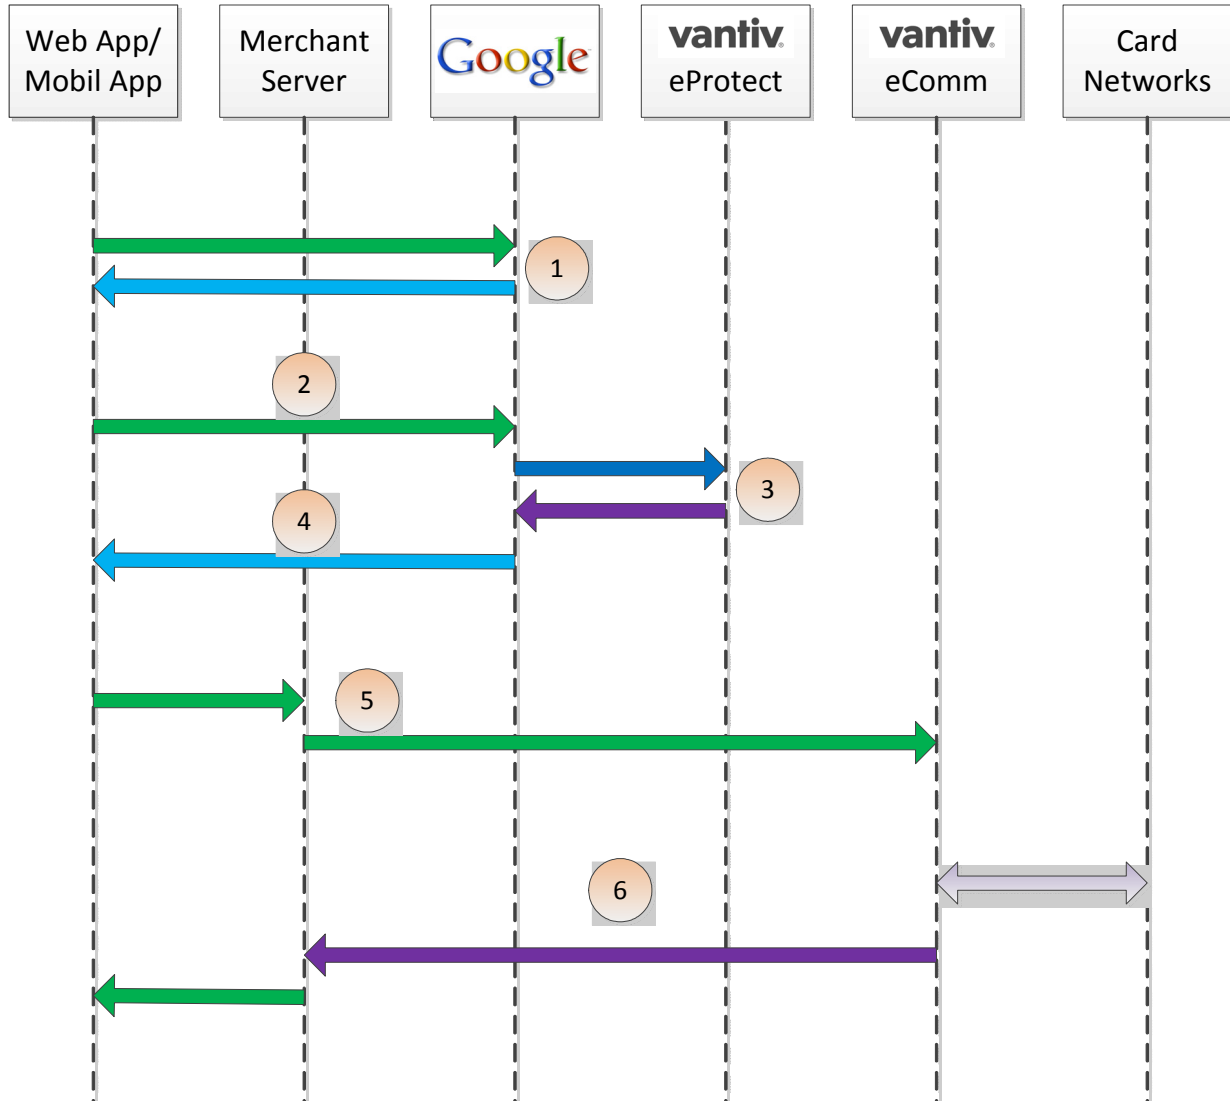 Web App/
Mobil App
Merchant
Server
Google
vantiv
eProtect
vantiv
eComm
Card
Networks
1
2
3
4
5
6